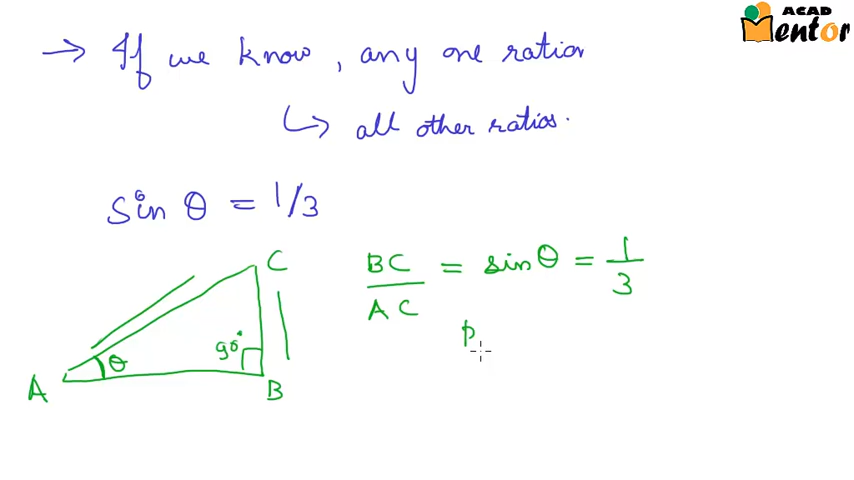 ACAD
Mentor
→ If we know, any one ration
↳ all other ratios.
sin θ = 1/3
BC/AC = sin θ = 1/3
C
90°
θ
A
B
p